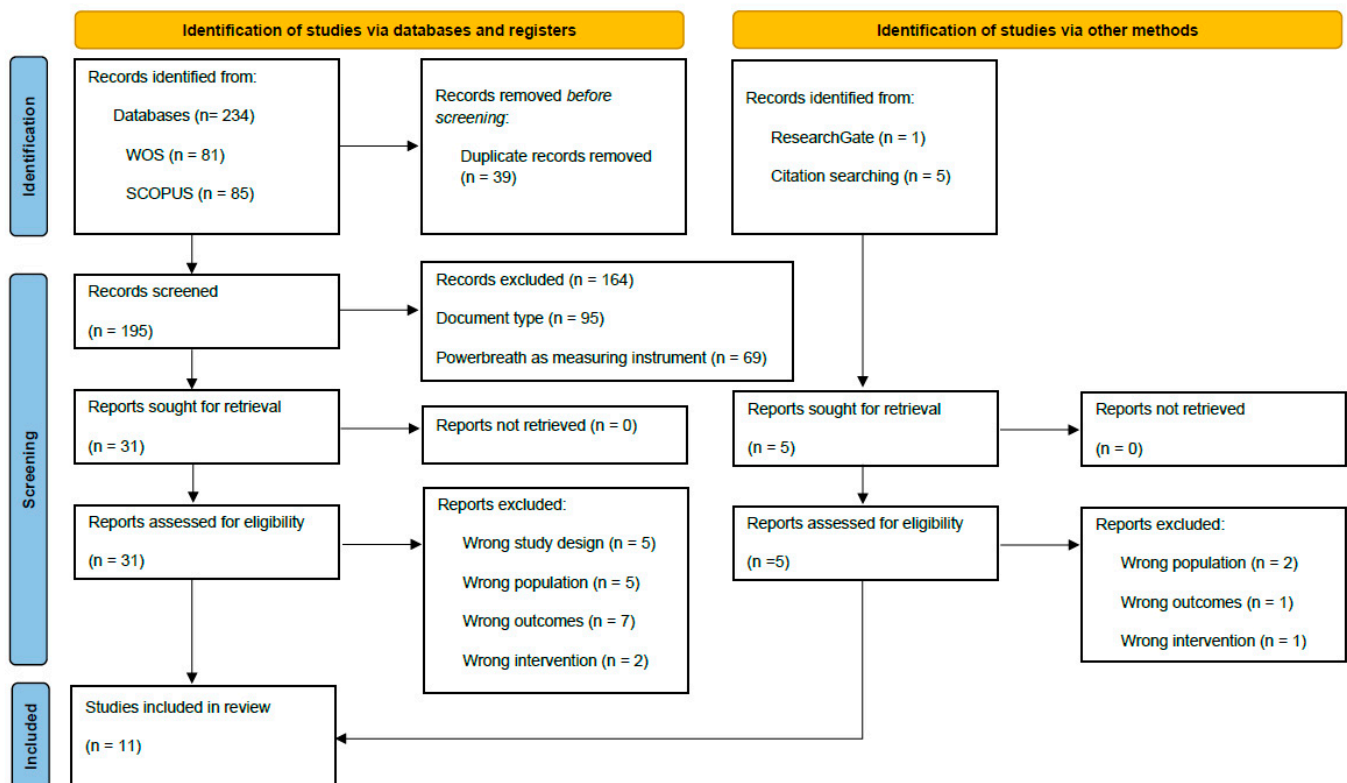 Identification of studies via databases and registers
Identification of studies via other methods
Identification
Records identified from:
Databases (n= 234)
WOS (n = 81)
SCOPUS (n = 85)
Records removed before
screening:
Duplicate records removed
(n = 39)
Records identified from:
ResearchGate (n = 1)
Citation searching (n = 5)
Screening
Records screened
(n = 195)
Records excluded (n = 164)
Document type (n = 95)
Powerbreath as measuring instrument (n = 69)
Reports sought for retrieval
(n = 31)
Reports not retrieved (n = 0)
Reports sought for retrieval
(n = 5)
Reports not retrieved
(n = 0)
Reports assessed for eligibility
(n = 31)
Reports excluded:
Wrong study design (n = 5)
Wrong population (n = 5)
Wrong outcomes (n = 7)
Wrong intervention (n = 2)
Reports assessed for eligibility
(n =5)
Reports excluded:
Wrong population (n = 2)
Wrong outcomes (n = 1)
Wrong intervention (n = 1)
Included
Studies included in review
(n = 11)